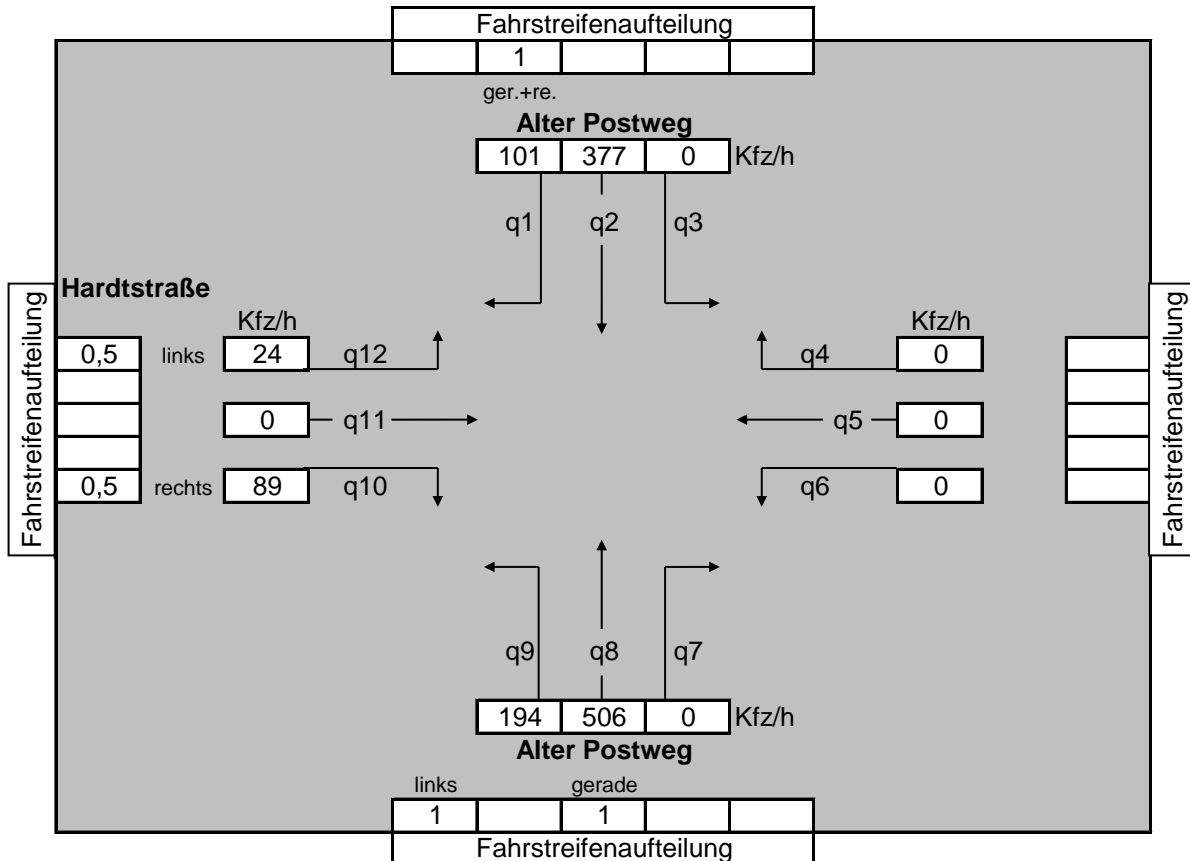 Fahrstreifenaufteilung
1
ger.+re.
Alter Postweg
101 377 0 Kfz/h
q1 q2 q3
Hardtstraße
Fahrstreifenaufteilung
Fahrstreifenaufteilung
Kfz/h Kfz/h
0,5 links 24 q12 q4 0
0 q11 q5 0
0,5 rechts 89 q10 q6 0
q9 q8 q7
194 506 0 Kfz/h
Alter Postweg
links gerade
1 1
Fahrstreifenaufteilung